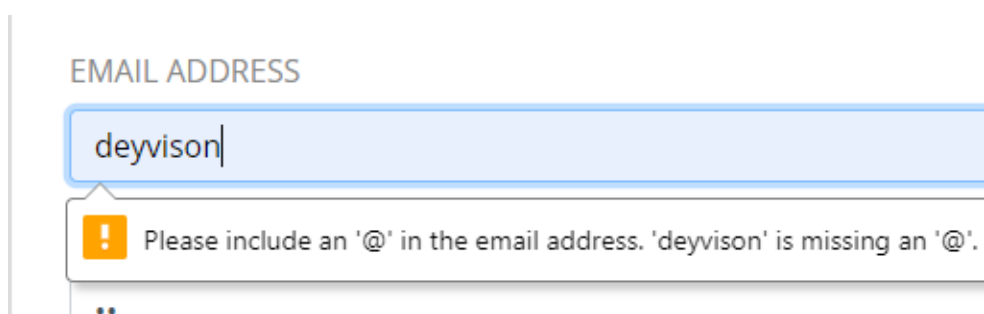 EMAIL ADDRESS
deyvison
Please include an '@' in the email address. 'deyvison' is missing an '@'.